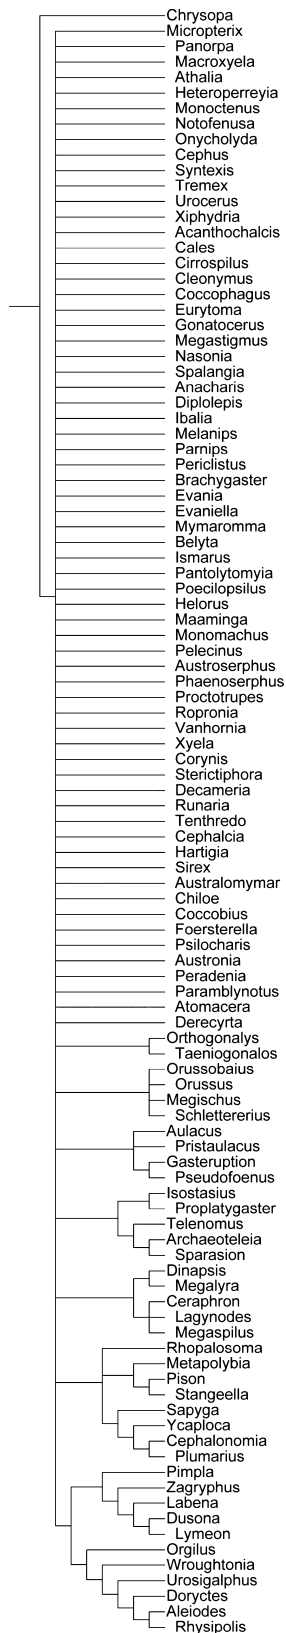 Chrysopa
Micropterix
Panorpa
Macroxyela
Athalia
Heteroperreyia
Monoctenus
Notofenusa
Onycholyda
Cephus
Syntexis
Tremex
Urocerus
Xiphydria
Acanthochalcis
Cales
Cirrospilus
Cleonymus
Coccophagus
Eurytoma
Gonatocerus
Megastigmus
Nasonia
Spalangia
Anacharis
Diplolepis
Ibalia
Melanips
Parnips
Periclistus
Brachygaster
Evania
Evaniella
Mymaromma
Belyta
Ismarus
Pantolytomyia
Poecilopsilus
Helorus
Maaminga
Monomachus
Pelecinus
Austroserphus
Phaenoserphus
Proctotrupes
Ropronia
Vanhornia
Xyela
Corynis
Sterictiphora
Decameria
Runaria
Tenthredo
Cephalcia
Hartigia
Sirex
Australomymar
Chiloe
Coccobius
Foersterella
Psilocharis
Austronia
Peradenia
Paramblynotus
Atomacera
Derecyrta
Orthogonalys
Taeniogonalos
Orussobaius
Orussus
Megischus
Schlettererius
Aulacus
Pristaulacus
Gasteruption
Pseudofoenus
Isostasius
Proplatygaster
Telenomus
Archaeoteleia
Sparasion
Dinapsis
Megalyra
Ceraphron
Lagynodes
Megaspilus
Rhopalosoma
Metapolybia
Pison
Stangeella
Sapyga
Ycaploca
Cephalonomia
Plumarius
Pimpla
Zagryphus
Labena
Dusona
Lymeon
Orgilus
Wroughtonia
Urosigalphus
Doryctes
Aleiodes
Rhysipolis